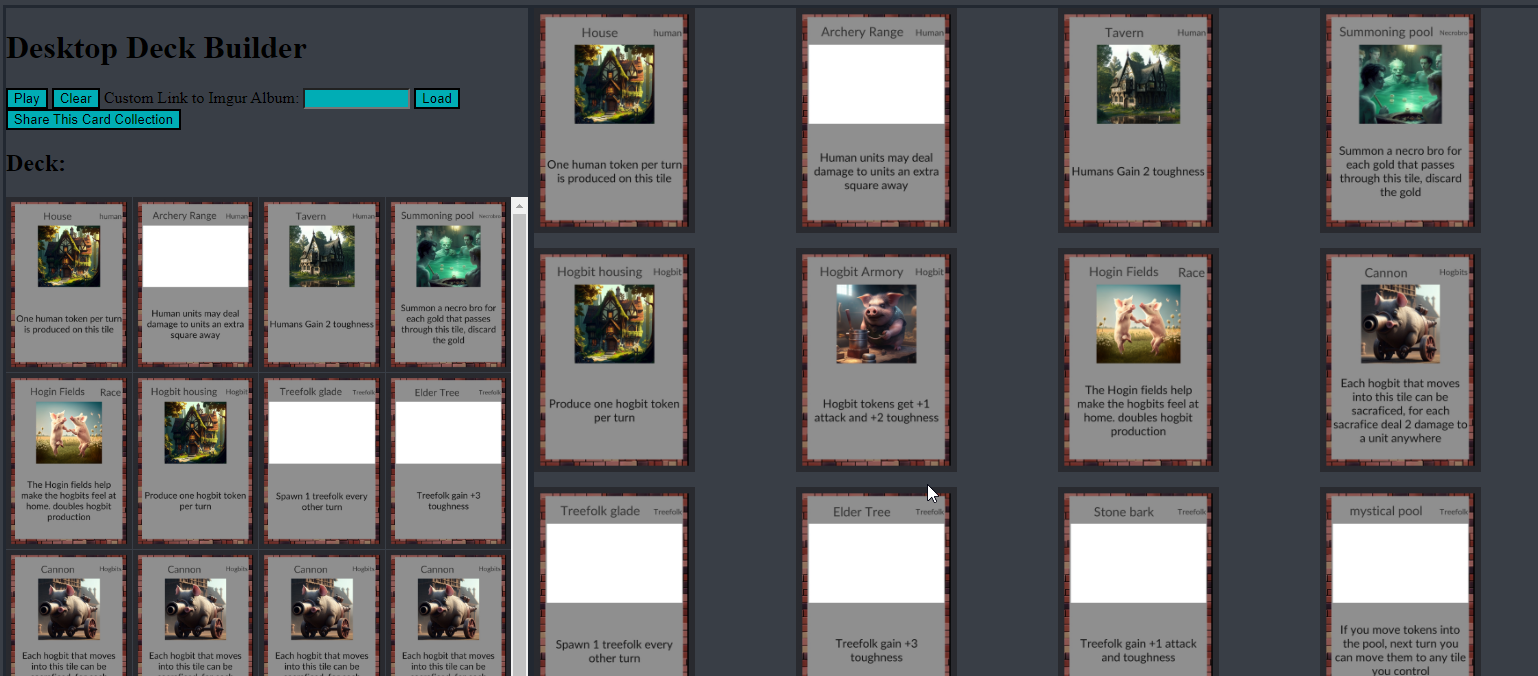 Desktop Deck Builder
Play Clear Custom Link to Imgur Album: Load
Share This Card Collection
Deck:
House human
One human token per turn
is produced on this tile
Archery Range Human
Human units may deal
damage to units an extra
square away
Tavern Human
Humans Gain 2 toughness
Summoning pool Necrobro
Summon a necro bro for
each gold that passes
through this tile, discard
the gold
Hogin Fields Race
The Hogin fields help
make the hogbits feel at
home. doubles hogbit
production
Hogbit housing Hogbit
Produce one hogbit token
per turn
Treefolk glade Treefolk
Spawn 1 treefolk every
other turn
Elder Tree Treefolk
Treefolk gain +3
toughness
Cannon Hogbits
Each hogbit that moves
into this tile can be
Cannon Hogbits
Each hogbit that moves
into this tile can be
Cannon Hogbits
Each hogbit that moves
into this tile can be
Cannon Hogbits
Each hogbit that moves
into this tile can be
House human
One human token per turn
is produced on this tile
Archery Range Human
Human units may deal
damage to units an extra
square away
Tavern Human
Humans Gain 2 toughness
Summoning pool Necrobro
Summon a necro bro for
each gold that passes
through this tile, discard
the gold
Hogbit housing Hogbit
Produce one hogbit token
per turn
Hogbit Armory Hogbit
Hogbit tokens get +1
attack and +2 toughness
Hogin Fields Race
The Hogin fields help
make the hogbits feel at
home. doubles hogbit
production
Cannon Hogbits
Each hogbit that moves
into this tile can be
sacraficed, for each
sacrafice deal 2 damage to
a unit anywhere
Treefolk glade Treefolk
Spawn 1 treefolk every
other turn
Elder Tree Treefolk
Treefolk gain +3
toughness
Stone bark Treefolk
Treefolk gain +1 attack
and toughness
mystical pool Treefolk
If you move tokens into
the pool, next turn you
can move them to any tile
you control